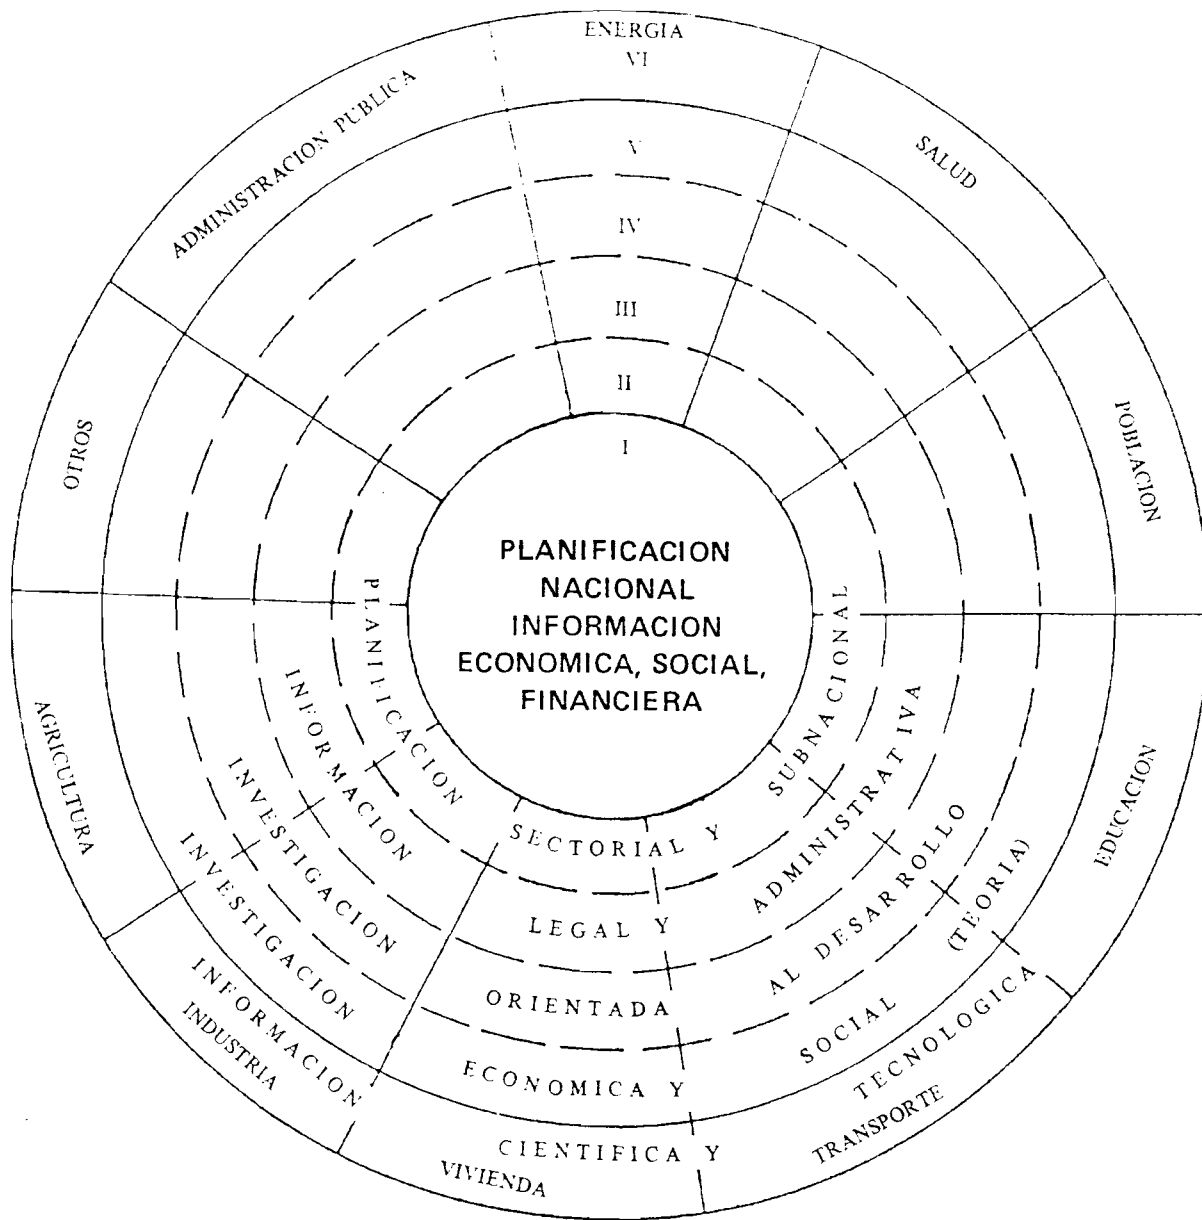 ENERGIA
VI
V
IV
III
II
I
PLANIFICACION
NACIONAL
INFORMACION
ECONOMICA, SOCIAL,
FINANCIERA
PLANIFICACION SECTORIAL Y SUBNACIONAL
INFORMACION LEGAL Y ADMINISTRATIVA
INVESTIGACION ORIENTADA AL DESARROLLO
INVESTIGACION ECONOMICA Y SOCIAL (TEORIA)
INFORMACION CIENTIFICA Y TECNOLOGICA
SALUD
POBLACION
EDUCACION
TRANSPORTE
VIVIENDA
INDUSTRIA
AGRICULTURA
OTROS
ADMINISTRACION PUBLICA